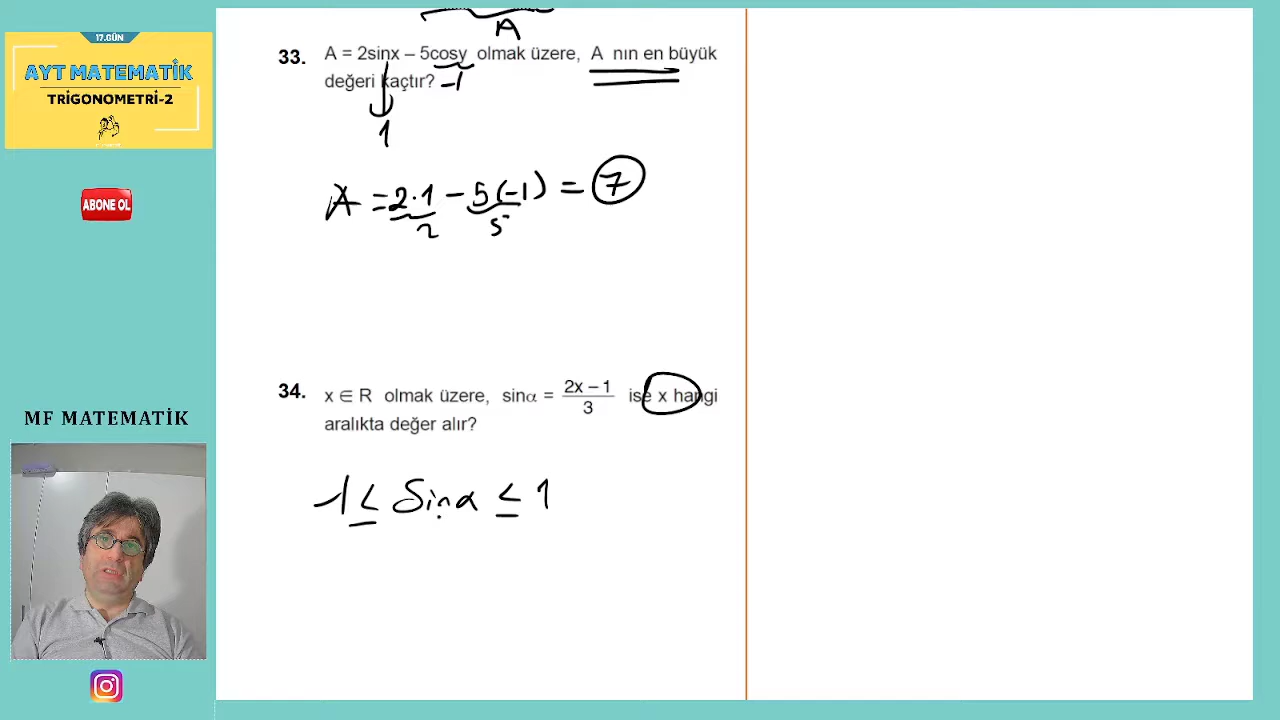 17.GÜN
AYT MATEMATİK
TRİGONOMETRİ-2
ABONE OL
MF MATEMATİK
A
33. A = 2sinx – 5cosy olmak üzere, A nın en büyük
değeri kaçtır? -1
1
A = 2·1 - 5(-1) = 7
2 5
34. x ∈ R olmak üzere, sinα = (2x – 1)/3 ise x hangi
aralıkta değer alır?
-1 ≤ Sinα ≤ 1